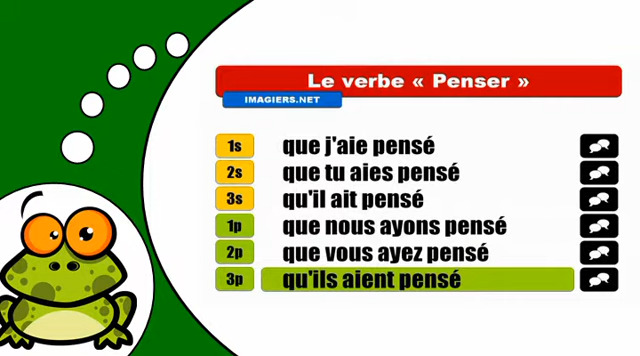 Le verbe « Penser »
IMAGIERS.NET
1s que j'aie pensé
2s que tu aies pensé
3s qu'il ait pensé
1p que nous ayons pensé
2p que vous ayez pensé
3p qu'ils aient pensé